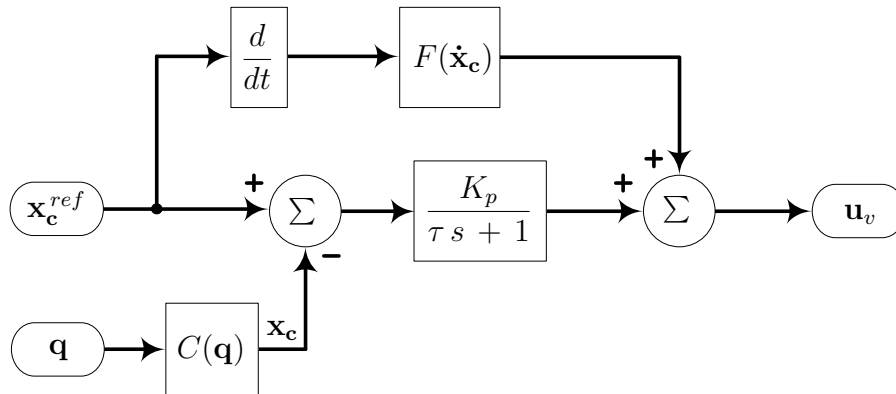 d
dt
F(ẋ_c)
+
x_c^{ref}
+
Σ
−
K_p
τ s + 1
+
Σ
u_v
q
C(q)
x_c